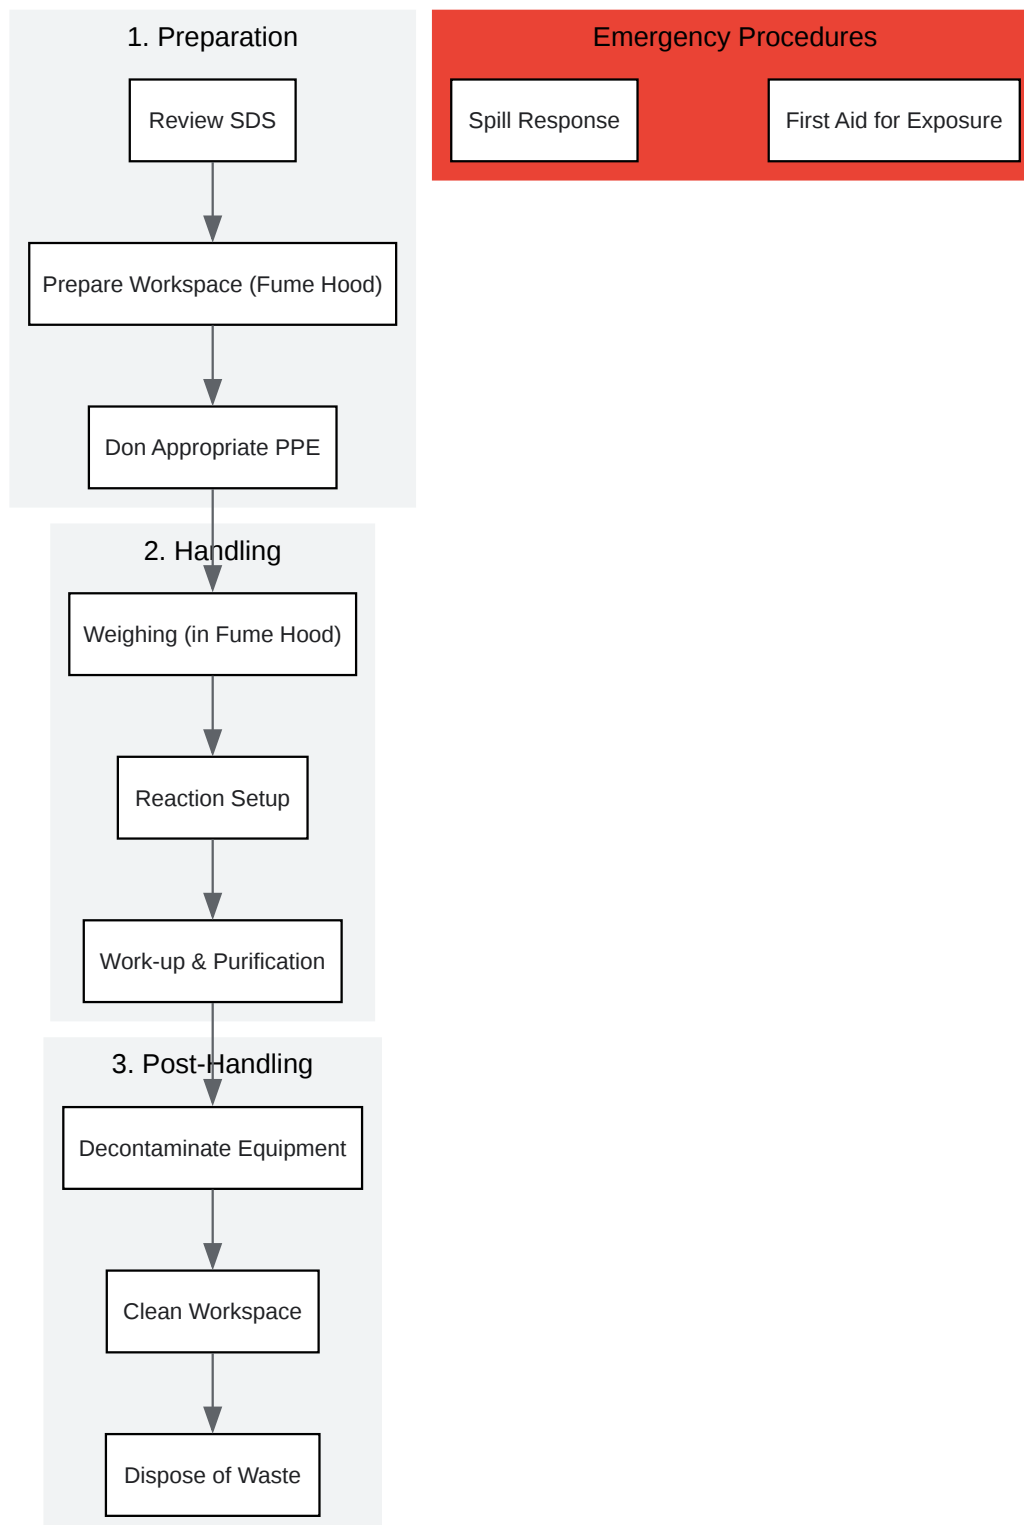 1. Preparation
Review SDS
Prepare Workspace (Fume Hood)
Don Appropriate PPE
2. Handling
Weighing (in Fume Hood)
Reaction Setup
Work-up & Purification
3. Post-Handling
Decontaminate Equipment
Clean Workspace
Dispose of Waste
Emergency Procedures
Spill Response
First Aid for Exposure